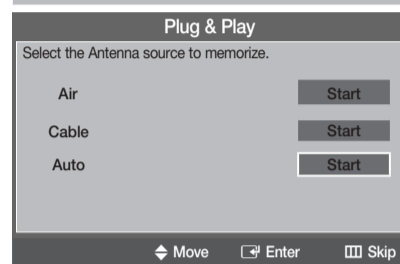 Plug & Play
Select the Antenna source to memorize.
Air Start
Cable Start
Auto Start
Move Enter Skip